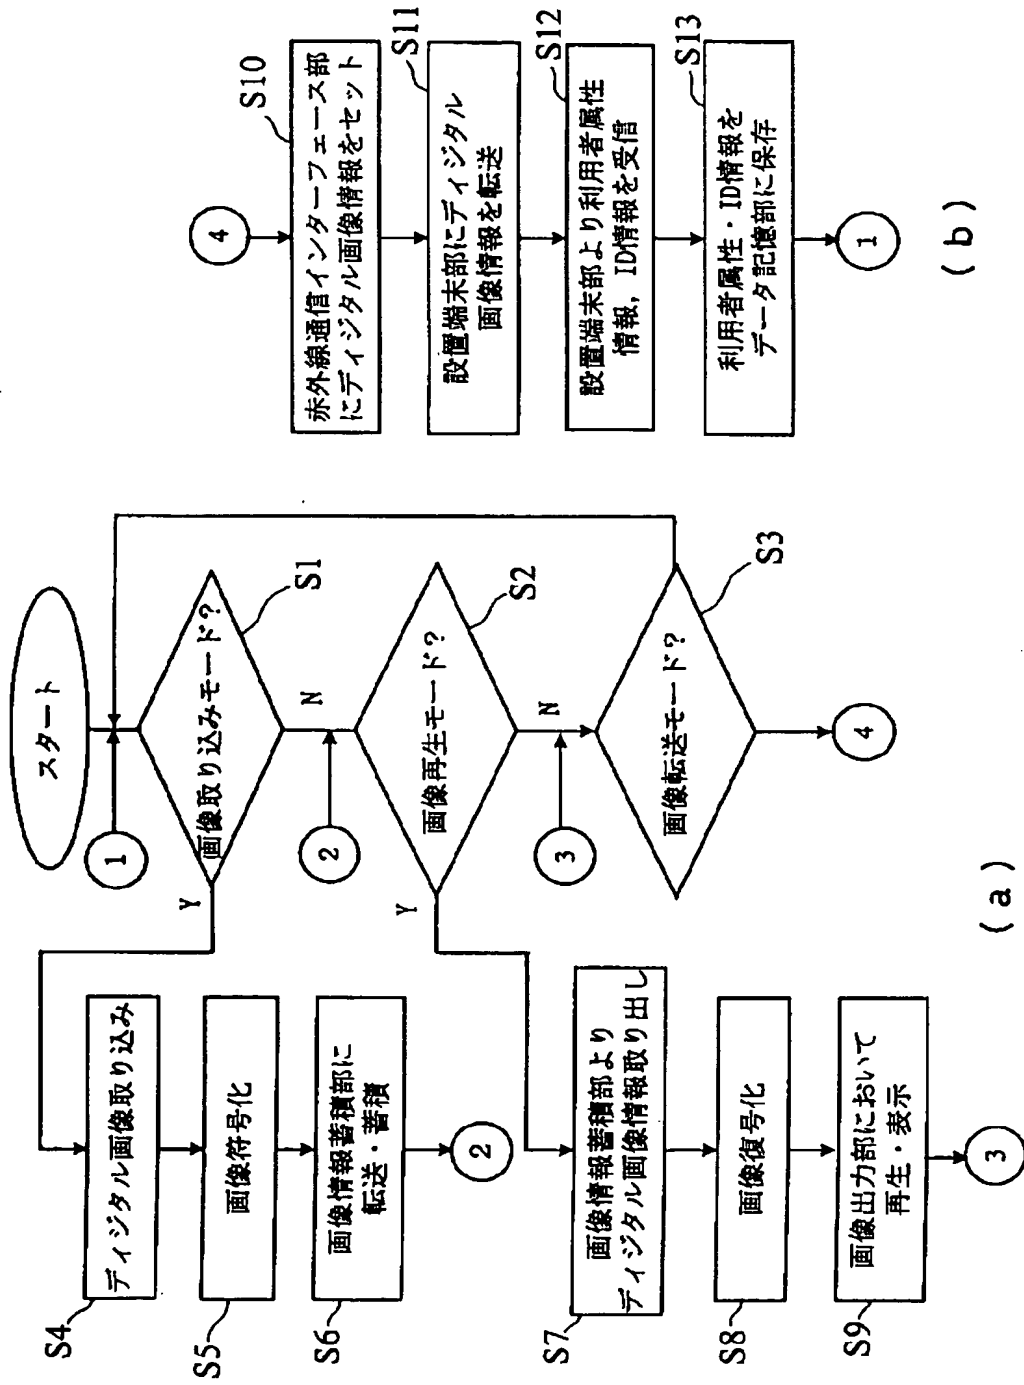 スタート
1
画像取り込みモード?
S1
Y
N
2
画像再生モード?
S2
Y
N
3
画像転送モード?
S3
4
S4
ディジタル画像取り込み
S5
画像符号化
S6
画像情報蓄積部に
転送・蓄積
2
S7
画像情報蓄積部より
ディジタル画像情報取り出し
S8
画像復号化
S9
画像出力部において
再生・表示
3
(a)
4
S10
赤外線通信インターフェース部
にディジタル画像情報をセット
S11
設置端末部にディジタル
画像情報を転送
S12
設置端末部より利用者属性
情報, ID情報を受信
S13
利用者属性・ID情報を
データ記憶部に保存
1
(b)